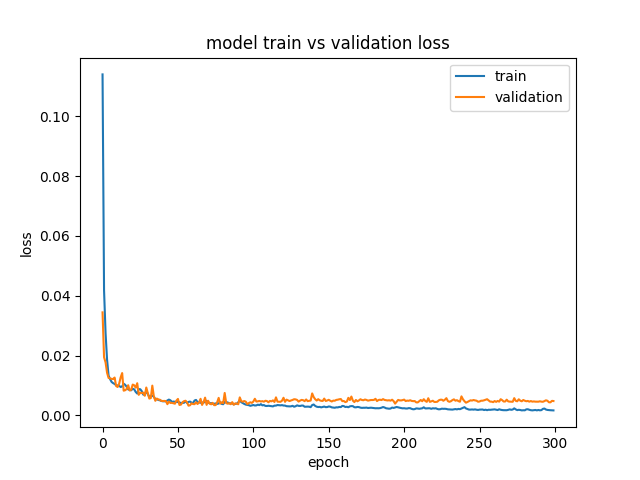 model train vs validation loss
train
validation
loss
0.10
0.08
0.06
0.04
0.02
0.00
0 50 100 150 200 250 300
epoch